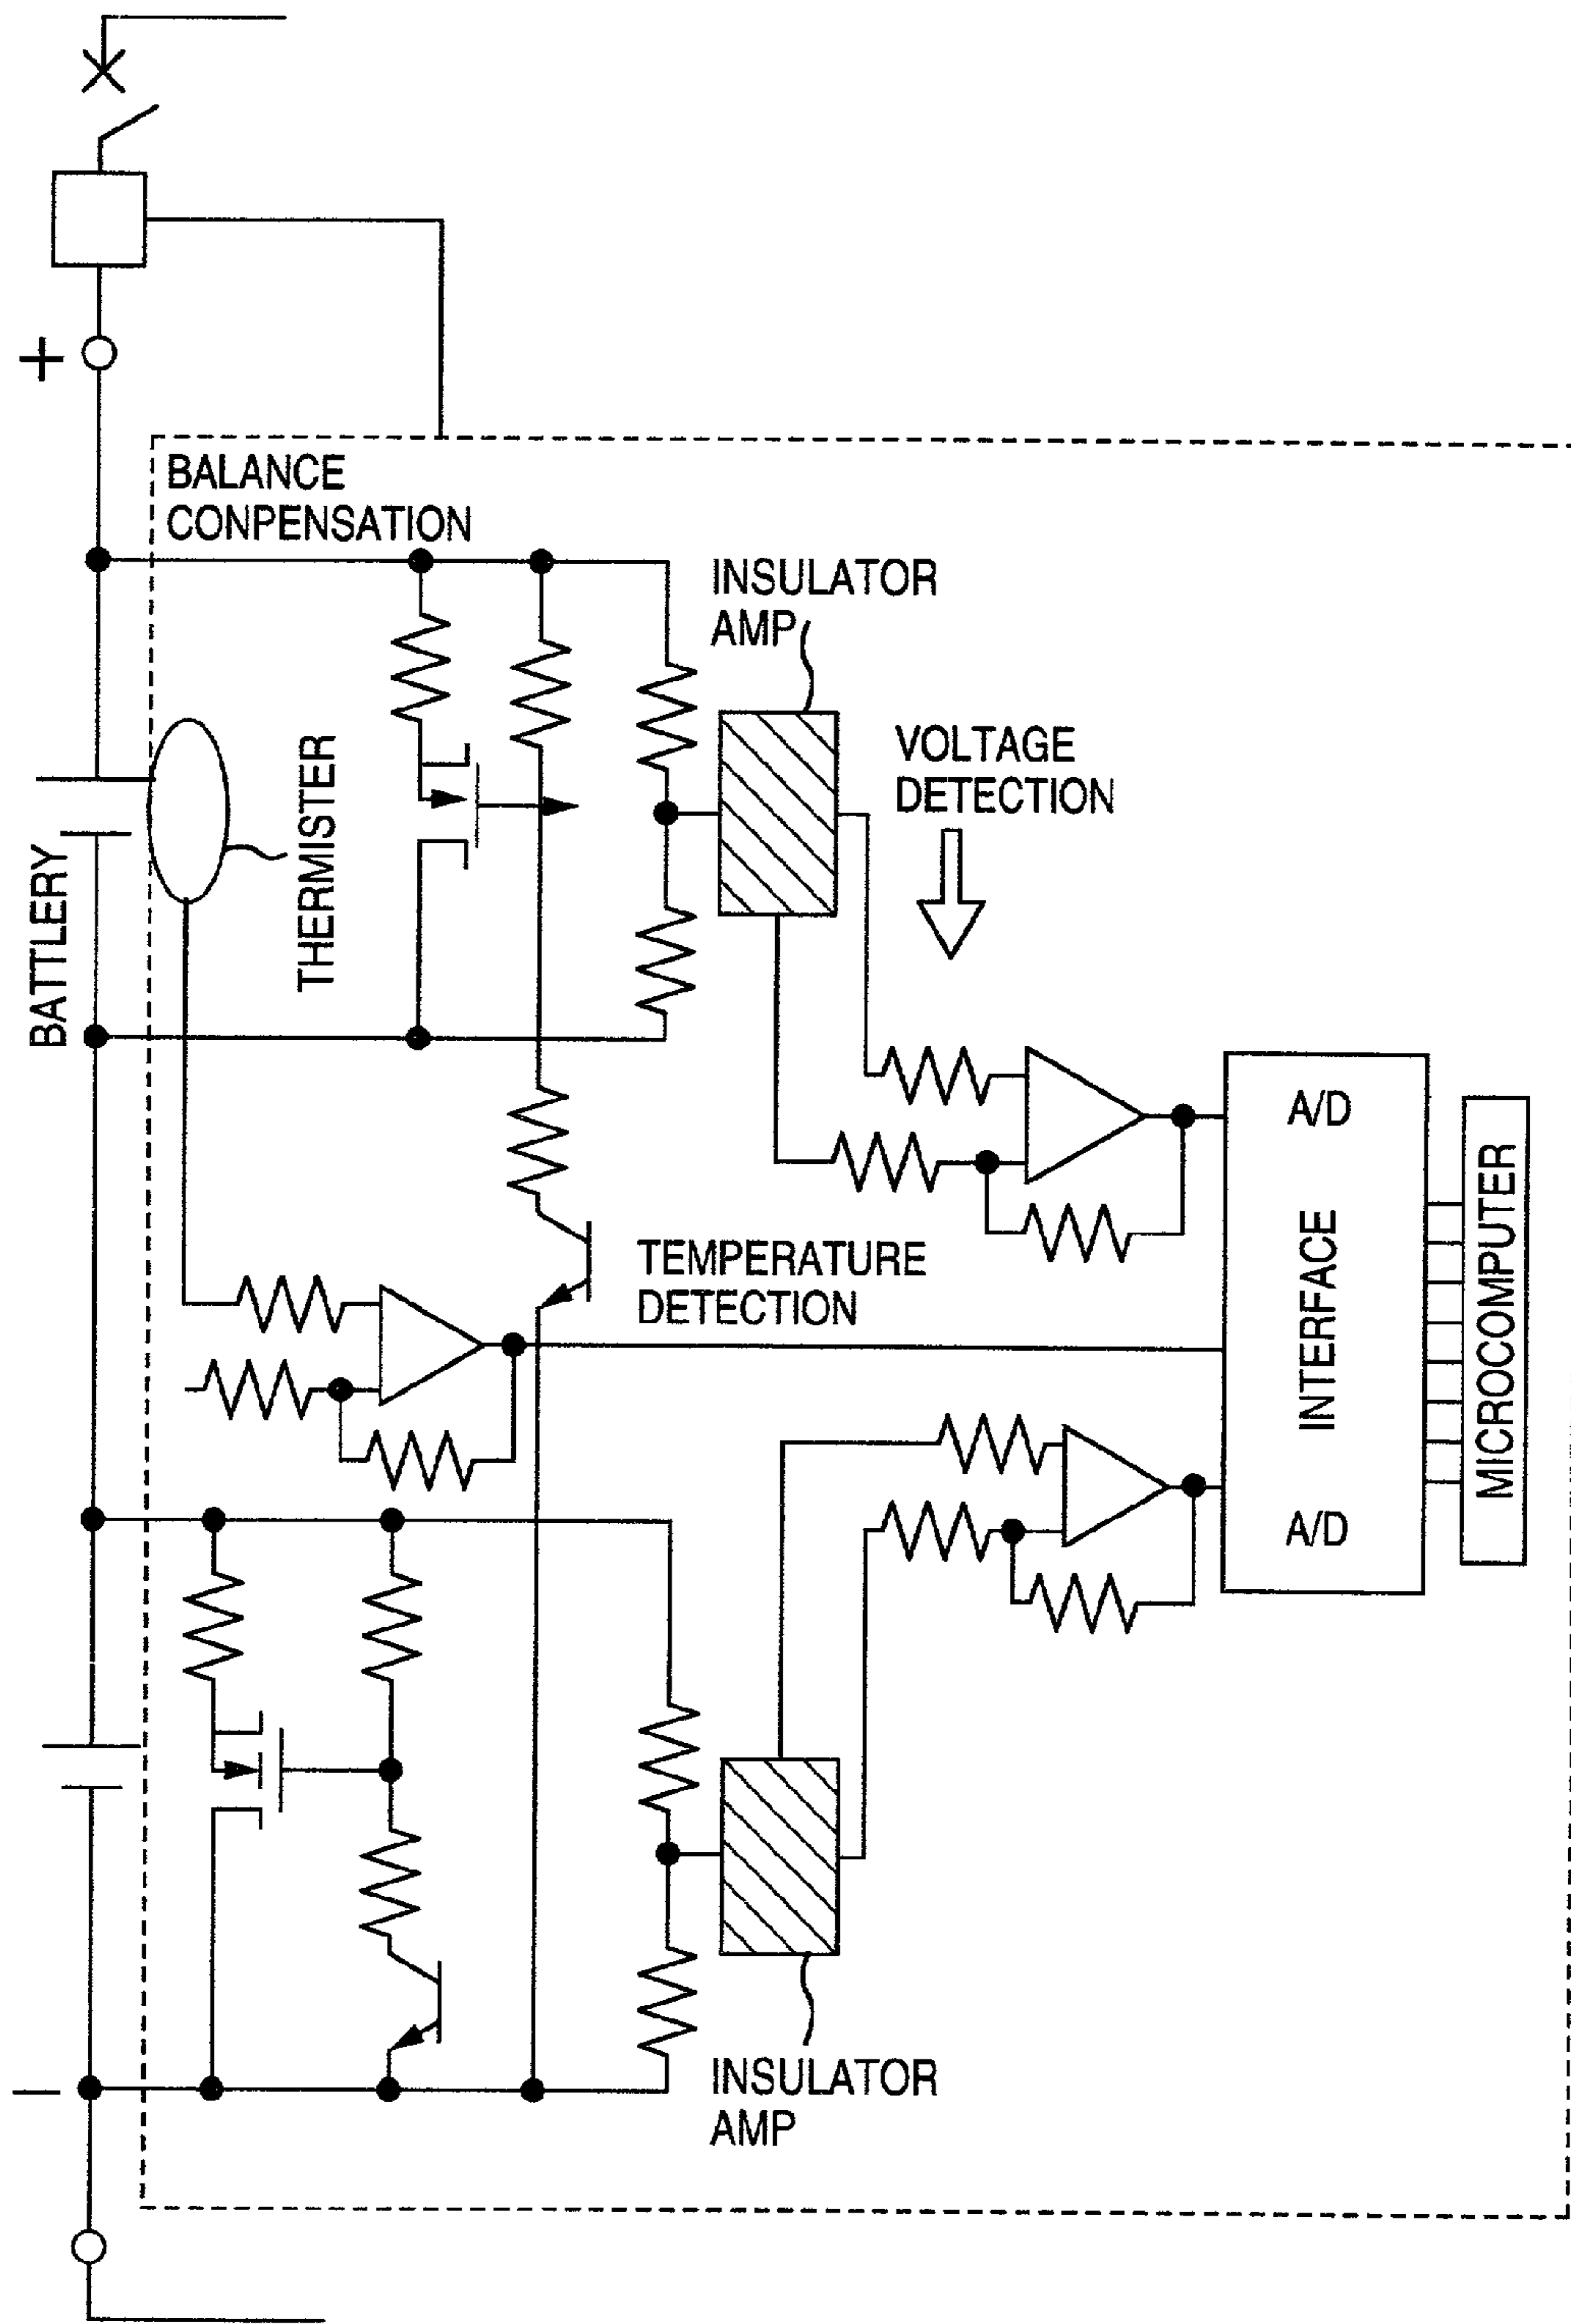 +
BALANCE
CONPENSATION
INSULATOR
AMP
THERMISTER
VOLTAGE
DETECTION
BATTLERY
A/D
INTERFACE
MICROCOMPUTER
TEMPERATURE
DETECTION
A/D
−
INSULATOR
AMP